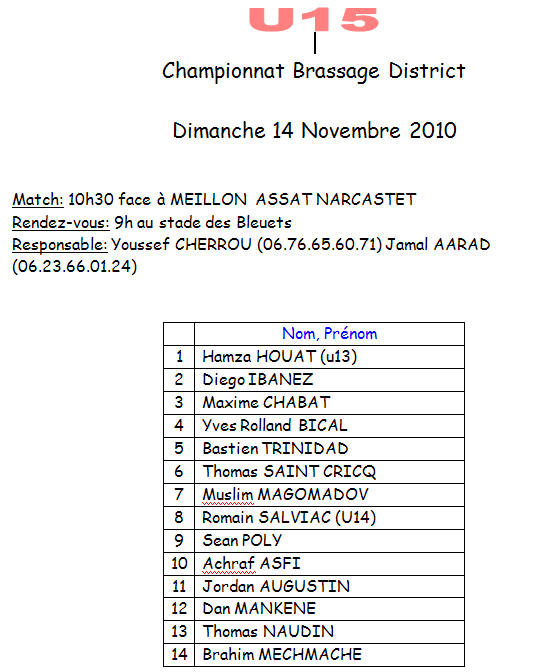 U15
Championnat Brassage District
Dimanche 14 Novembre 2010
Match: 10h30 face à MEILLON ASSAT NARCASTET
Rendez-vous: 9h au stade des Bleuets
Responsable: Youssef CHERROU (06.76.65.60.71) Jamal AARAD
(06.23.66.01.24)
Nom, Prénom
1 Hamza HOUAT (u13)
2 Diego IBANEZ
3 Maxime CHABAT
4 Yves Rolland BICAL
5 Bastien TRINIDAD
6 Thomas SAINT CRICQ
7 Muslim MAGOMADOV
8 Romain SALVIAC (U14)
9 Sean POLY
10 Achraf ASFI
11 Jordan AUGUSTIN
12 Dan MANKENE
13 Thomas NAUDIN
14 Brahim MECHMACHE